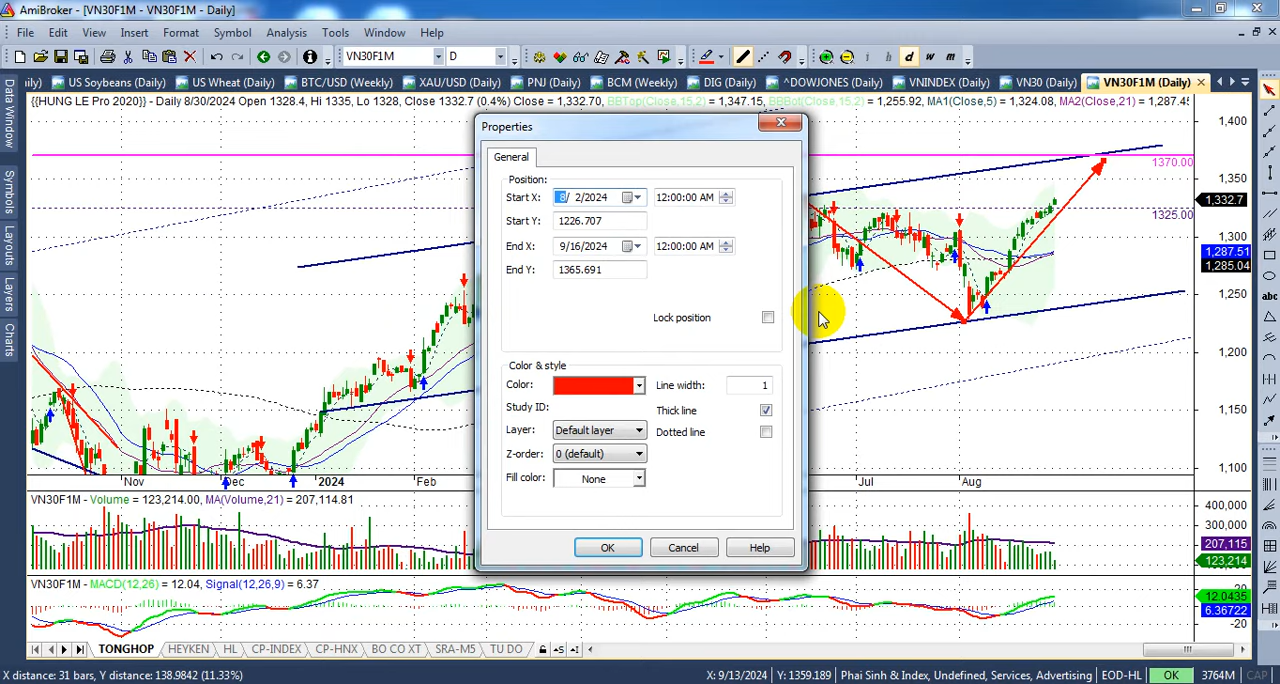 AmiBroker - [VN30F1M - VN30F1M - Daily]
File Edit View Insert Format Symbol Analysis Tools Window Help
VN30F1M D
i h d w m
ily) US Soybeans (Daily) US Wheat (Daily) BTC/USD (Weekly) XAU/USD (Daily) PNJ (Daily) BCM (Weekly) DIG (Daily) ^DOWJONES (Daily) VNINDEX (Daily) VN30 (Daily) VN30F1M (Daily)
{{HUNG LE Pro 2020}} - Daily 8/30/2024 Open 1328.4, Hi 1335, Lo 1328, Close 1332.7 (0.4%) Close = 1,332.70, BBTop(Close,15,2) = 1,347.15, BBBot(Close,15,2) = 1,255.92, MA1(Close,5) = 1,324.08, MA2(Close,21) = 1,287.45
Data Window
Symbols
Layouts
Layers
Charts
Properties
General
Position:
Start X: 8/ 2/2024 12:00:00 AM
Start Y: 1226.707
End X: 9/16/2024 12:00:00 AM
End Y: 1365.691
Lock position
Color & style
Color: Line width: 1
Study ID: Thick line
Layer: Default layer Dotted line
Z-order: 0 (default)
Fill color: None
OK Cancel Help
1,400
1370.00
1,350
1,332.7
1325.00
1,300
1,287.51
1,285.04
1,250
1,200
1,150
1,100
abc
Nov Dec 2024 Feb Jul Aug
VN30F1M - Volume = 123,214.00, MA(Volume,21) = 207,114.81
400,000
300,000
207,115
123,214
VN30F1M - MACD(12,26) = 12.04, Signal(12,26,9) = 6.37
12.0435
6.36722
TONGHOP HEYKEN HL CP-INDEX CP-HNX BO CO XT SRA-M5 TU DO
X distance: 31 bars, Y distance: 138.9842 (11.33%) X: 9/13/2024 Y: 1359.189 Phai Sinh & Index, Undefined, Services, Advertising EOD-HL OK 3764M CAP